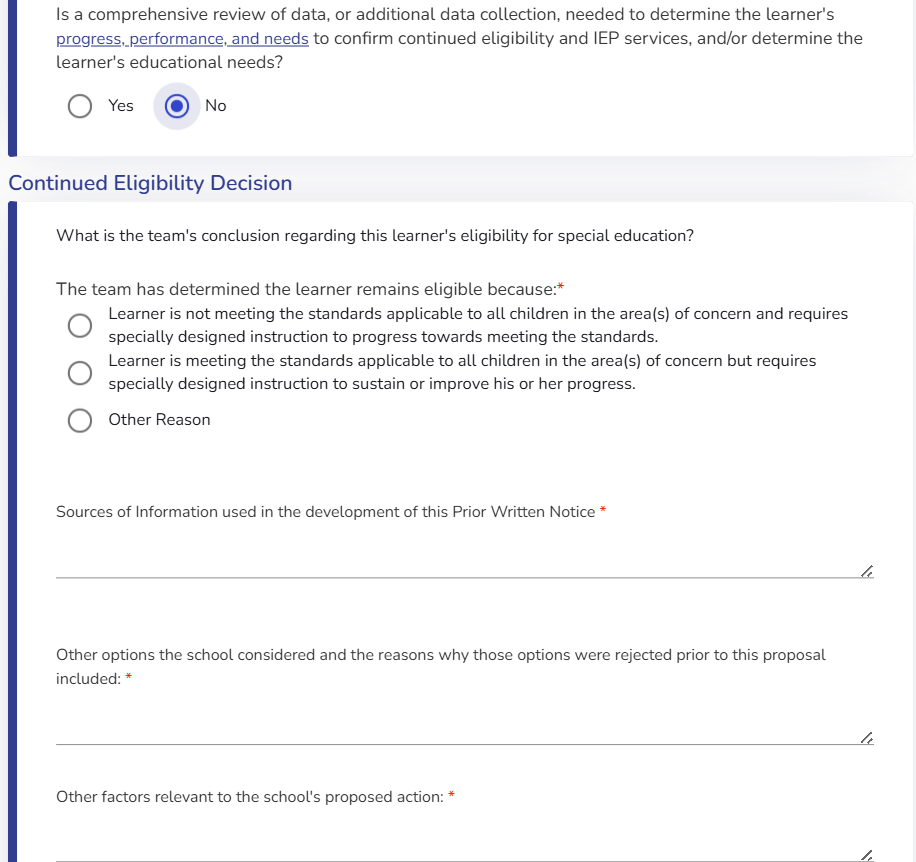 Is a comprehensive review of data, or additional data collection, needed to determine the learner's
progress, performance, and needs to confirm continued eligibility and IEP services, and/or determine the
learner's educational needs?
Yes No
Continued Eligibility Decision
What is the team's conclusion regarding this learner's eligibility for special education?
The team has determined the learner remains eligible because:*
Learner is not meeting the standards applicable to all children in the area(s) of concern and requires
specially designed instruction to progress towards meeting the standards.
Learner is meeting the standards applicable to all children in the area(s) of concern but requires
specially designed instruction to sustain or improve his or her progress.
Other Reason
Sources of Information used in the development of this Prior Written Notice *
Other options the school considered and the reasons why those options were rejected prior to this proposal
included: *
Other factors relevant to the school's proposed action: *